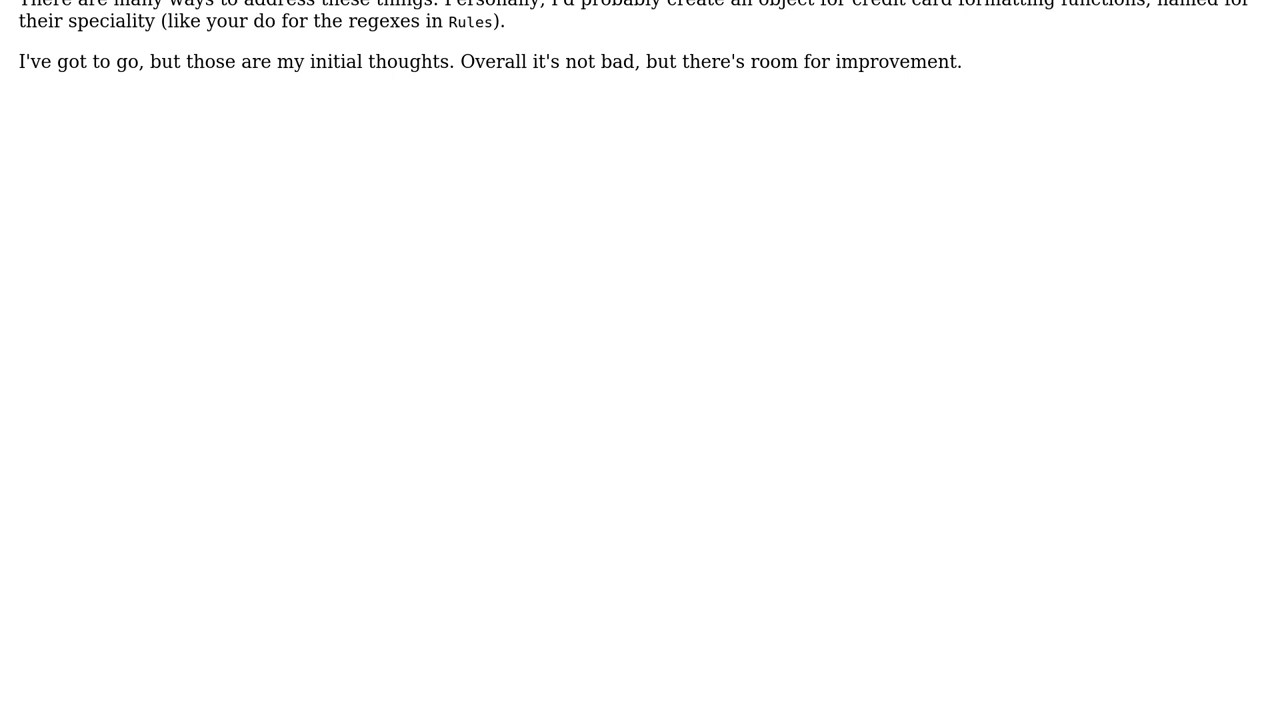 There are many ways to address these things. Personally, I'd probably create an object for credit card formatting functions, named for
their speciality (like your do for the regexes in Rules).
I've got to go, but those are my initial thoughts. Overall it's not bad, but there's room for improvement.